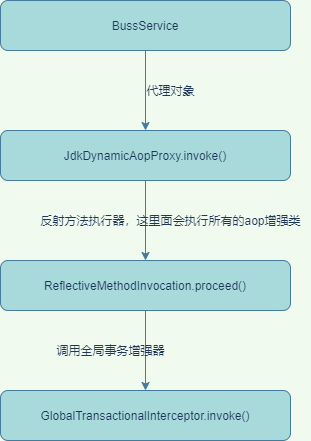 BussService
代理对象
JdkDynamicAopProxy.invoke()
反射方法执行器，这里面会执行所有的aop增强类
ReflectiveMethodInvocation.proceed()
调用全局事务增强器
GlobalTransactionalInterceptor.invoke()